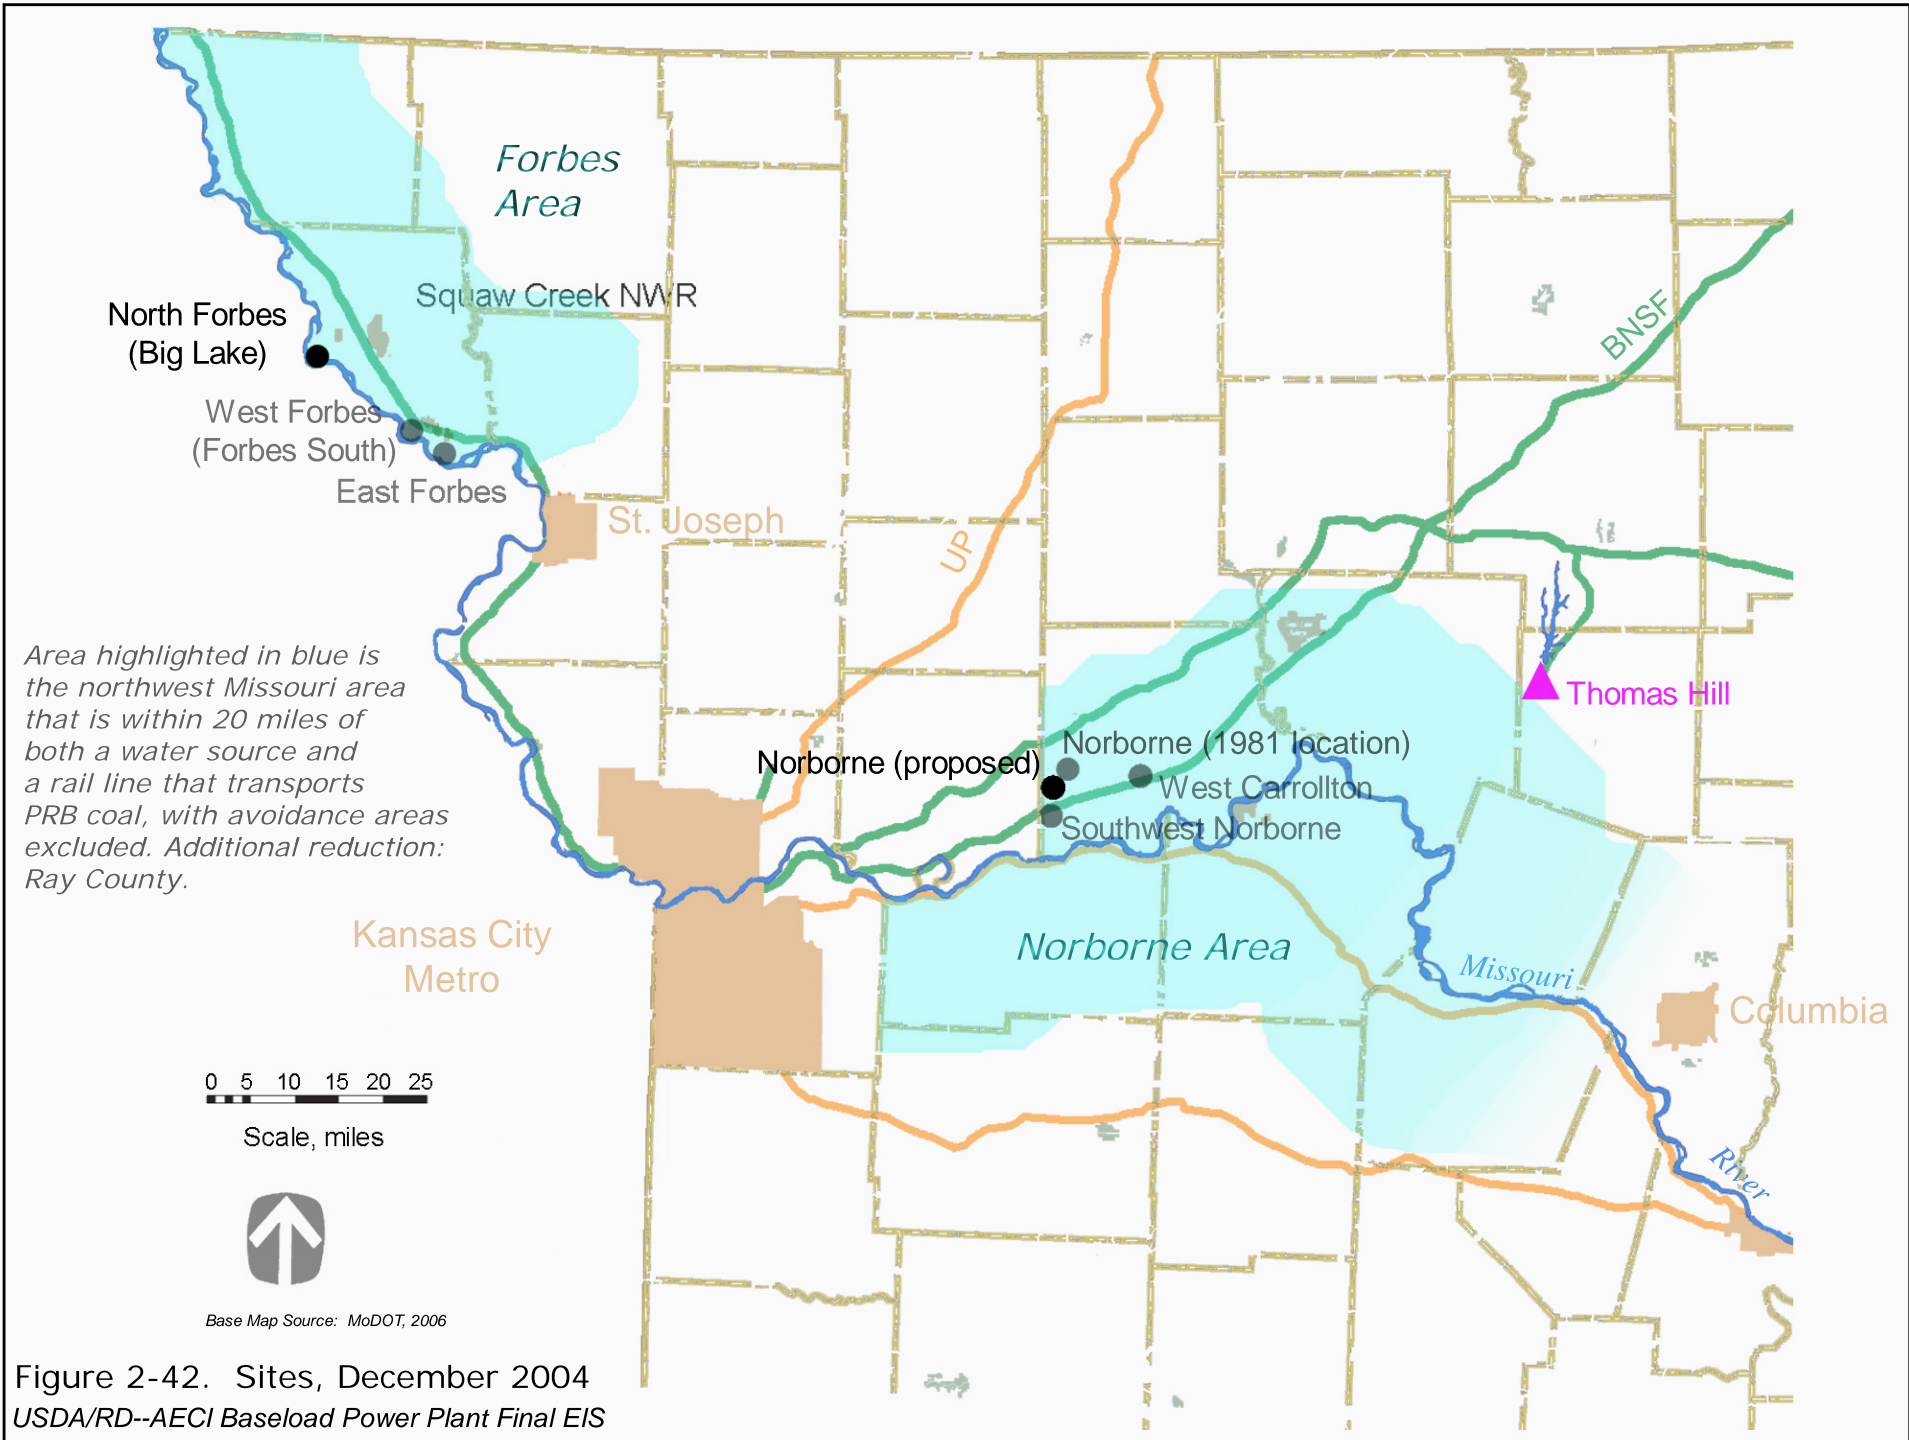 Forbes
Area
Squaw Creek NWR
North Forbes
(Big Lake)
West Forbes
(Forbes South)
East Forbes
St. Joseph
UP
BNSF
Area highlighted in blue is
the northwest Missouri area
that is within 20 miles of
both a water source and
a rail line that transports
PRB coal, with avoidance areas
excluded. Additional reduction:
Ray County.
Thomas Hill
Norborne (1981 location)
Norborne (proposed)
West Carrollton
Southwest Norborne
Kansas City
Metro
Norborne Area
Missouri
River
Columbia
0 5 10 15 20 25
Scale, miles
Base Map Source: MoDOT, 2006
Figure 2-42. Sites, December 2004
USDA/RD--AECI Baseload Power Plant Final EIS